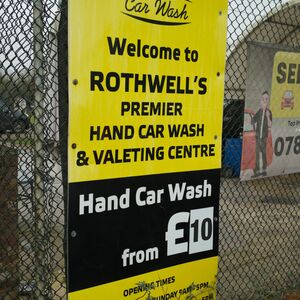 Car Wash
Welcome to
ROTHWELL'S
PREMIER
HAND CAR WASH
& VALETING CENTRE
Hand Car Wash
from £10
OPENING TIMES
078